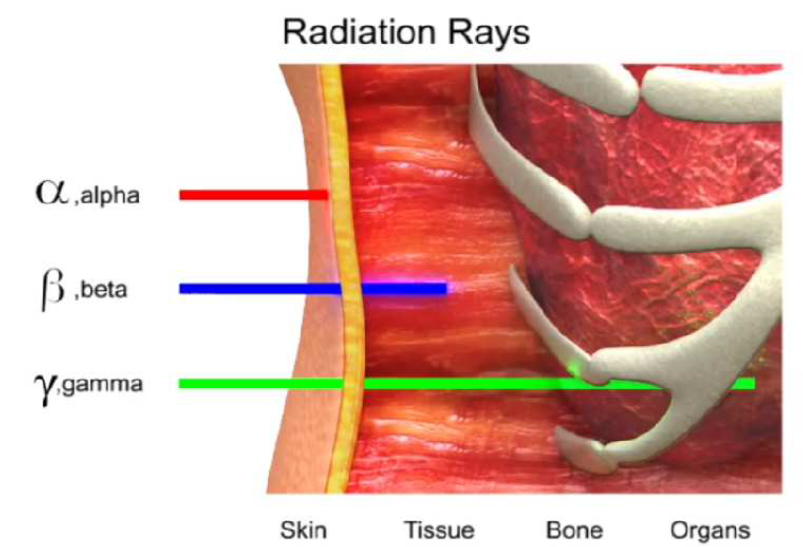 Radiation Rays
α,alpha
β,beta
γ,gamma
Skin Tissue Bone Organs